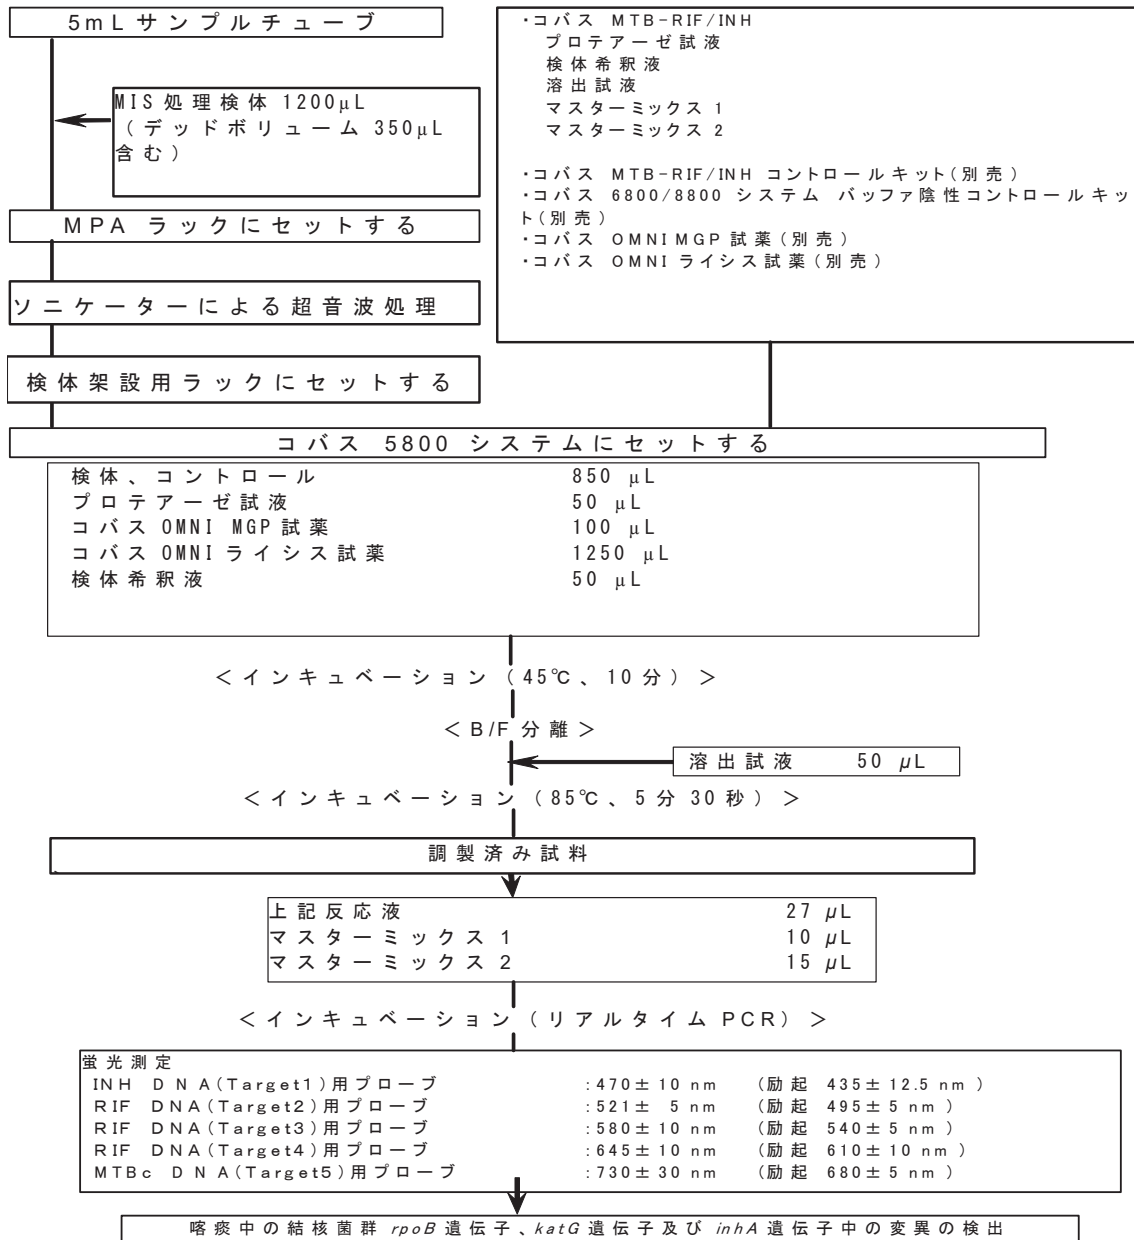 5mL サンプルチューブ
MIS 処理検体 1200μL
（デッドボリューム 350μL
含む）
MPA ラックにセットする
ソニケーターによる超音波処理
検体架設用ラックにセットする
・コバス MTB-RIF/INH
プロテアーゼ試液
検体希釈液
溶出試液
マスターミックス 1
マスターミックス 2
・コバス MTB-RIF/INH コントロールキット(別売)
・コバス 6800/8800 システム バッファ陰性コントロールキッ
ト(別売)
・コバス OMNI MGP 試薬(別売)
・コバス OMNI ライシス試薬(別売)
コバス 5800 システムにセットする
検体、コントロール 850 μL
プロテアーゼ試液 50 μL
コバス OMNI MGP 試薬 100 μL
コバス OMNI ライシス試薬 1250 μL
検体希釈液 50 μL
＜インキュベーション（45℃、10分）＞
＜B/F 分離＞
溶出試液 50 μL
＜インキュベーション（85℃、5分 30秒）＞
調製済み試料
上記反応液 27 μL
マスターミックス 1 10 μL
マスターミックス 2 15 μL
＜インキュベーション（リアルタイム PCR）＞
蛍光測定
INH DNA(Target1)用プローブ :470±10 nm (励起 435±12.5 nm)
RIF DNA(Target2)用プローブ :521± 5 nm (励起 495±5 nm)
RIF DNA(Target3)用プローブ :580±10 nm (励起 540±5 nm)
RIF DNA(Target4)用プローブ :645±10 nm (励起 610±10 nm)
MTBc DNA(Target5)用プローブ :730±30 nm (励起 680±5 nm)
喀痰中の結核菌群 rpoB 遺伝子、katG 遺伝子及び inhA 遺伝子中の変異の検出